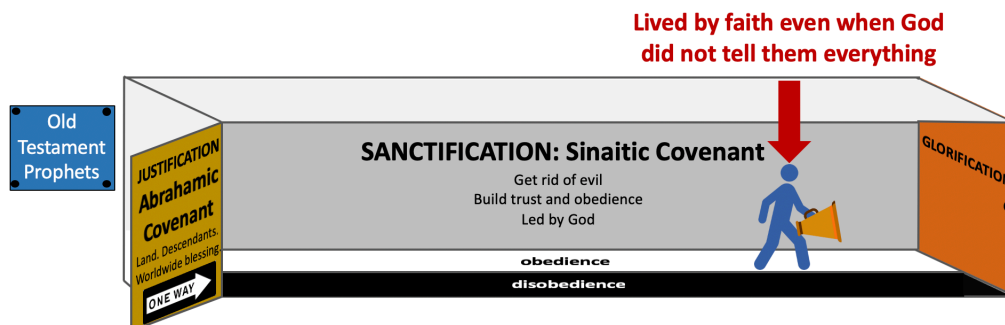 Lived by faith even when God
did not tell them everything
Old
Testament
Prophets
JUSTIFICATION
Abrahamic
Covenant
Land. Descendants.
Worldwide blessing.
ONE WAY
SANCTIFICATION: Sinaitic Covenant
Get rid of evil
Build trust and obedience
Led by God
obedience
disobedience
GLORIFICATION